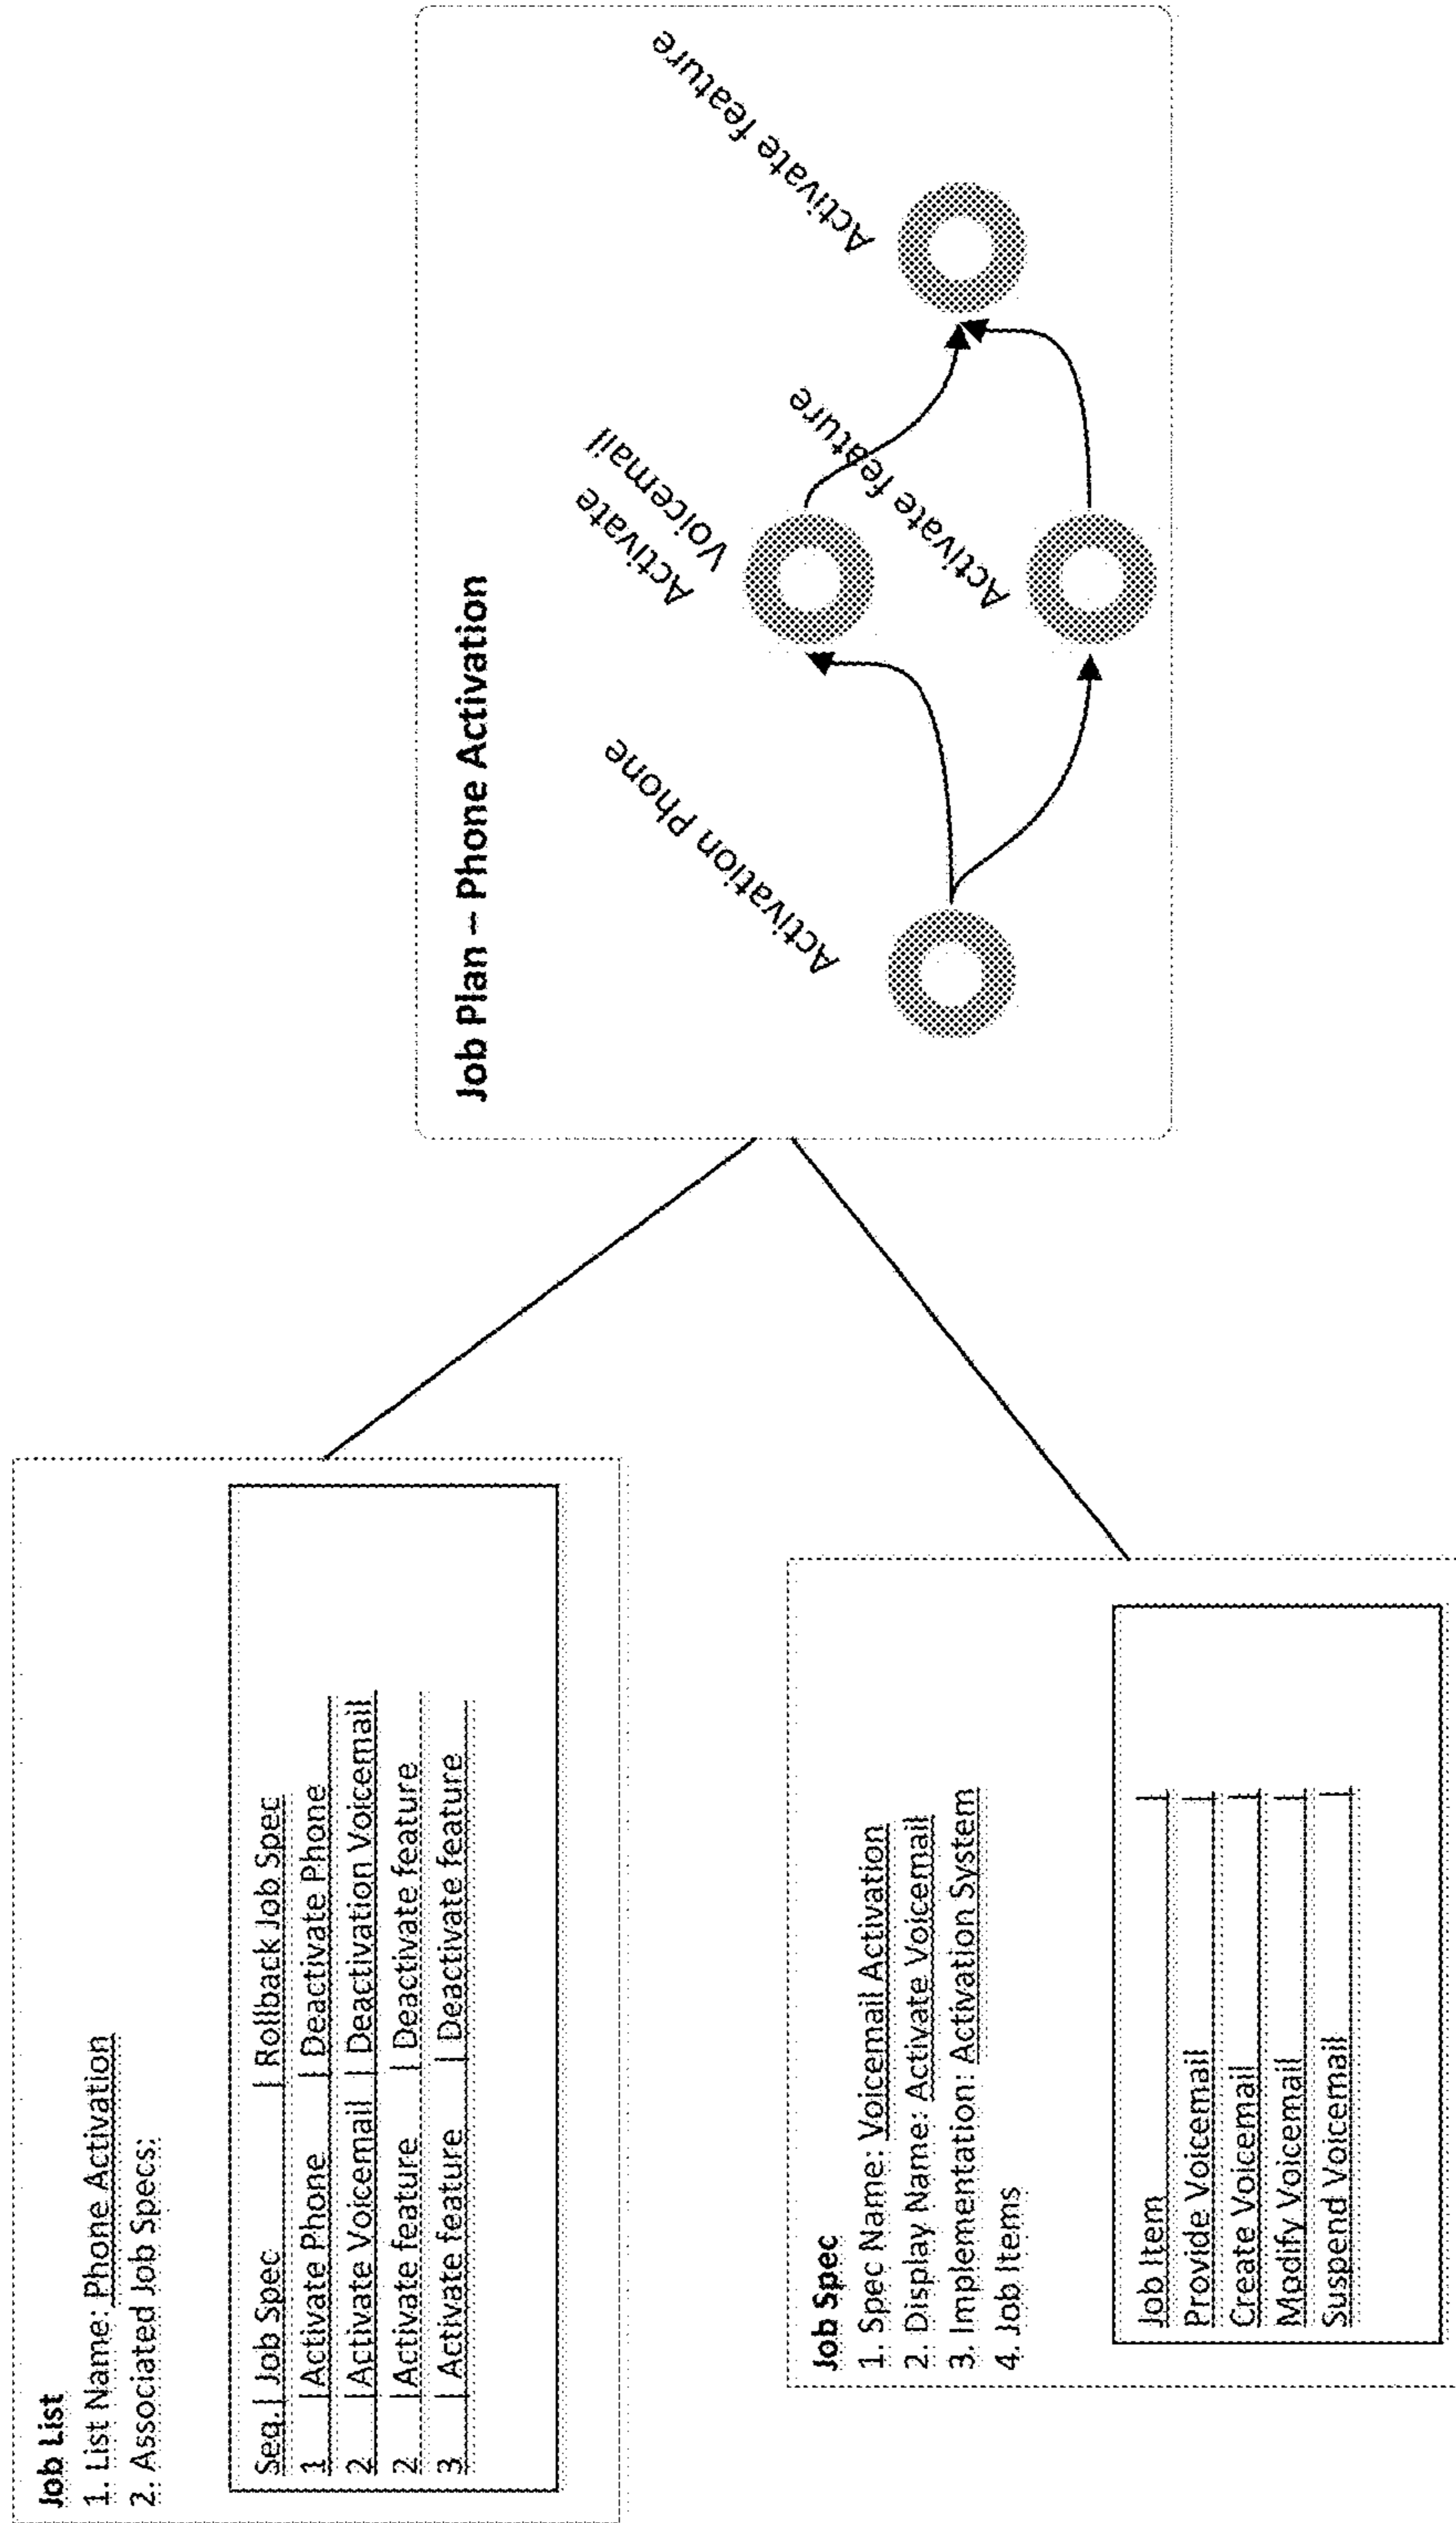 Job List
1. List Name: Phone Activation
2. Associated Job Specs:
Seq. | Job Spec | Rollback Job Spec
1 | Activate Phone | Deactivate Phone
2 | Activate Voicemail | Deactivation Voicemail
2 | Activate feature | Deactivate feature
3 | Activate feature | Deactivate feature
Job Spec
1. Spec Name: Voicemail Activation
2. Display Name: Activate Voicemail
3. Implementation: Activation System
4. Job Items
Job Item |
Provide Voicemail |
Create Voicemail |
Modify Voicemail |
Suspend Voicemail |
Job Plan – Phone Activation
Activation Phone
Activate
Voicemail
Activate feature
Activate feature